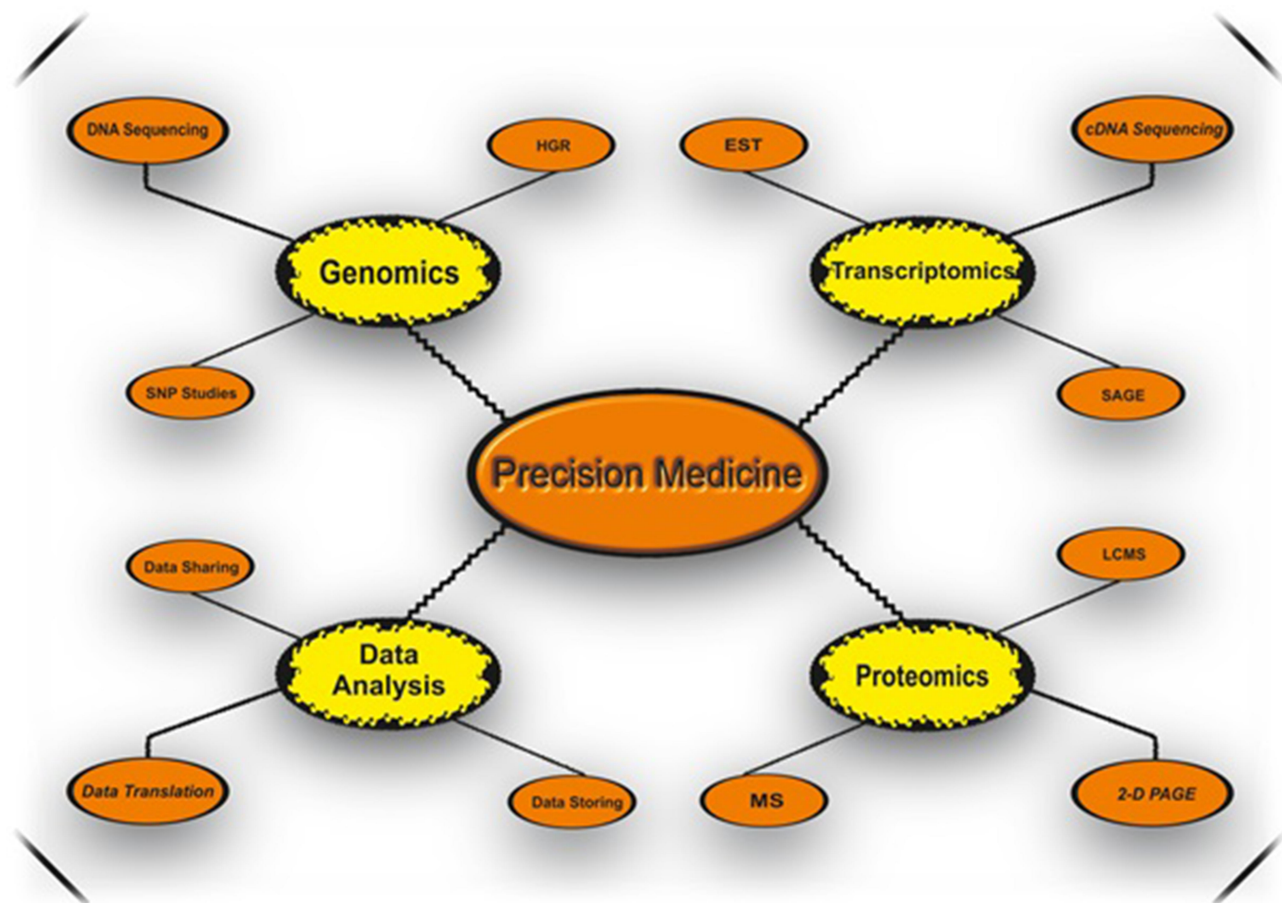 DNA Sequencing
HGR
EST
cDNA Sequencing
Genomics
Transcriptomics
SNP Studies
SAGE
Precision Medicine
Data Sharing
LCMS
Data
Analysis
Proteomics
Data Translation
Data Storing
MS
2-D PAGE